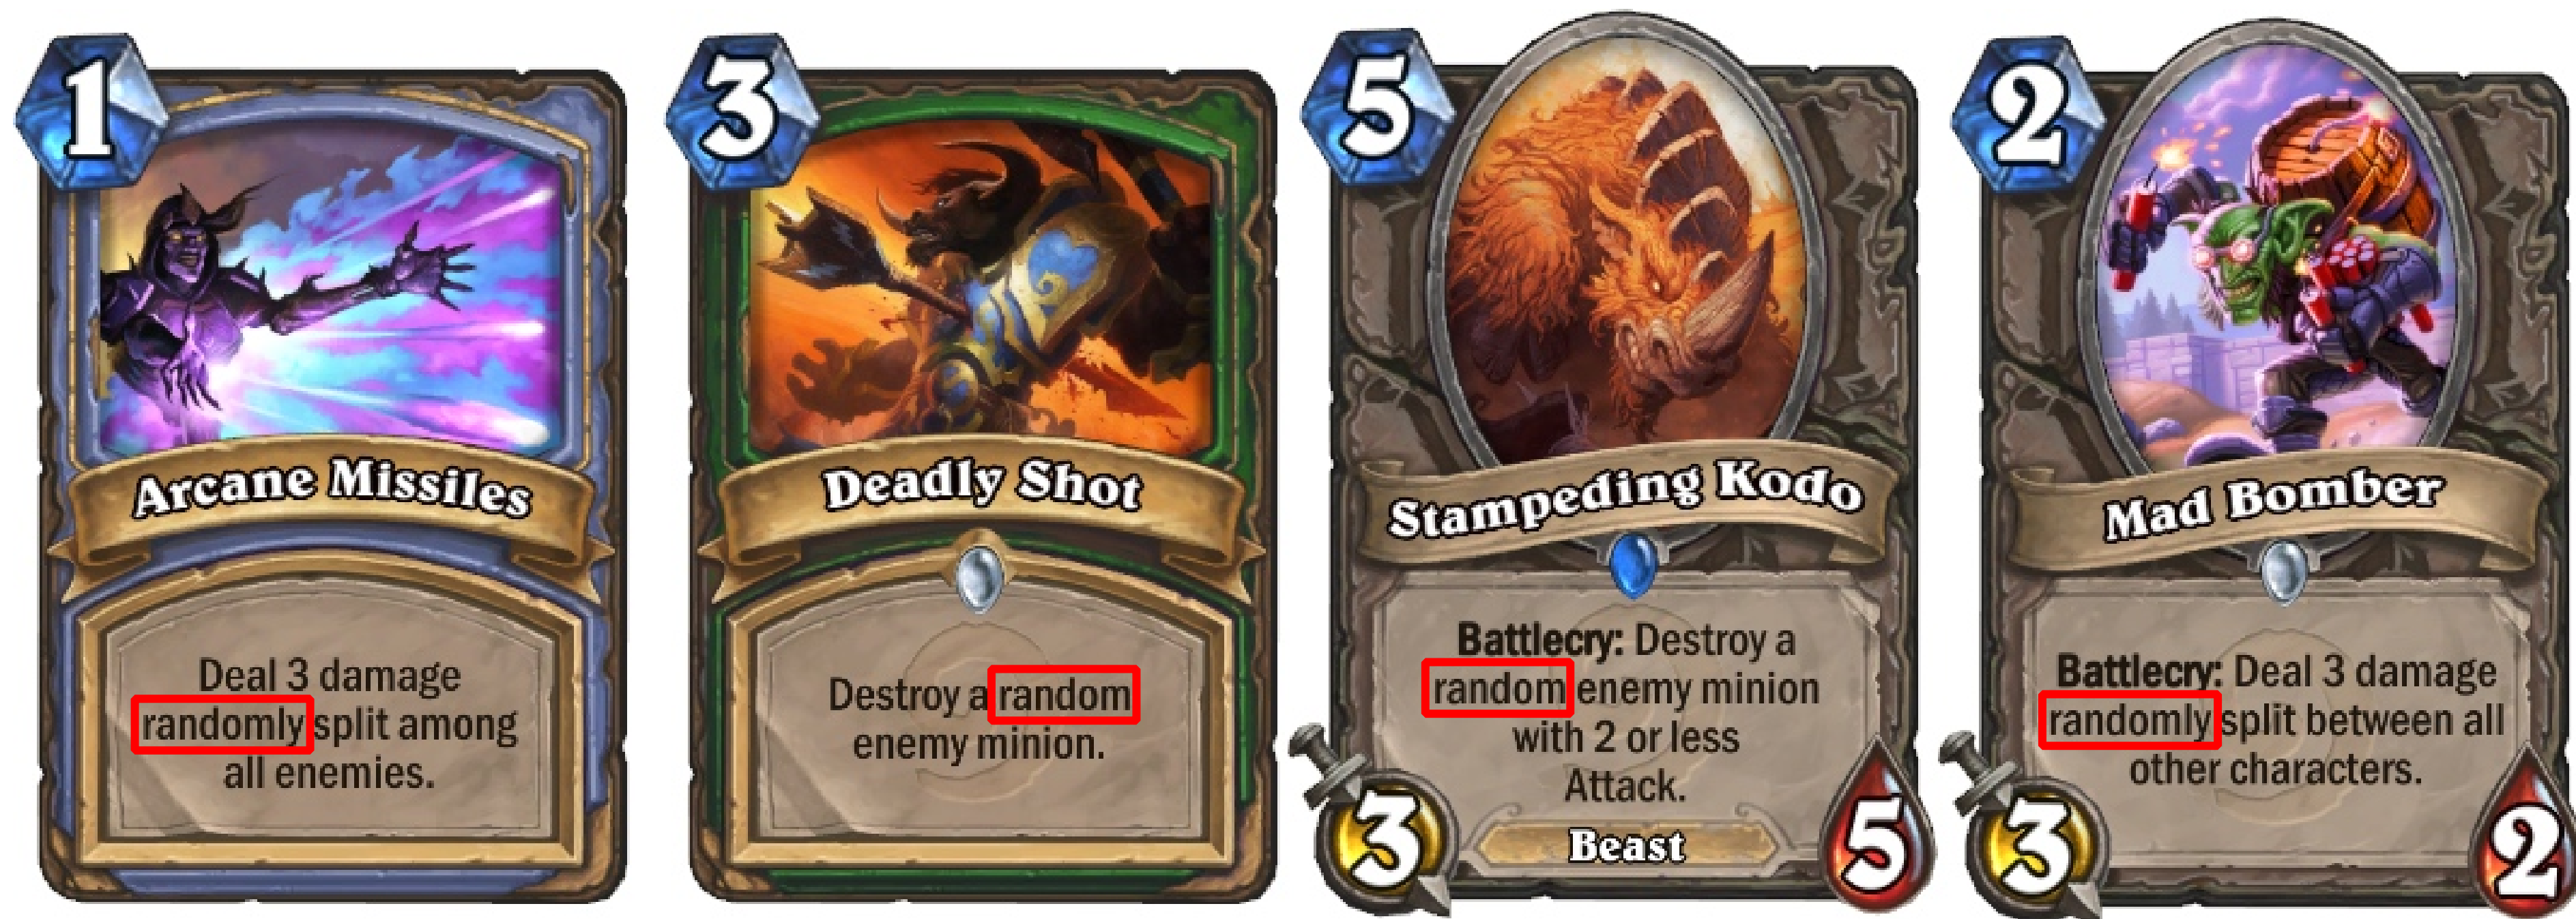 1
Arcane Missiles
Deal 3 damage
randomly split among
all enemies.
3
Deadly Shot
Destroy a random
enemy minion.
5
Stampeding Kodo
Battlecry: Destroy a
random enemy minion
with 2 or less
Attack.
3
Beast
5
2
Mad Bomber
Battlecry: Deal 3 damage
randomly split between all
other characters.
3
2